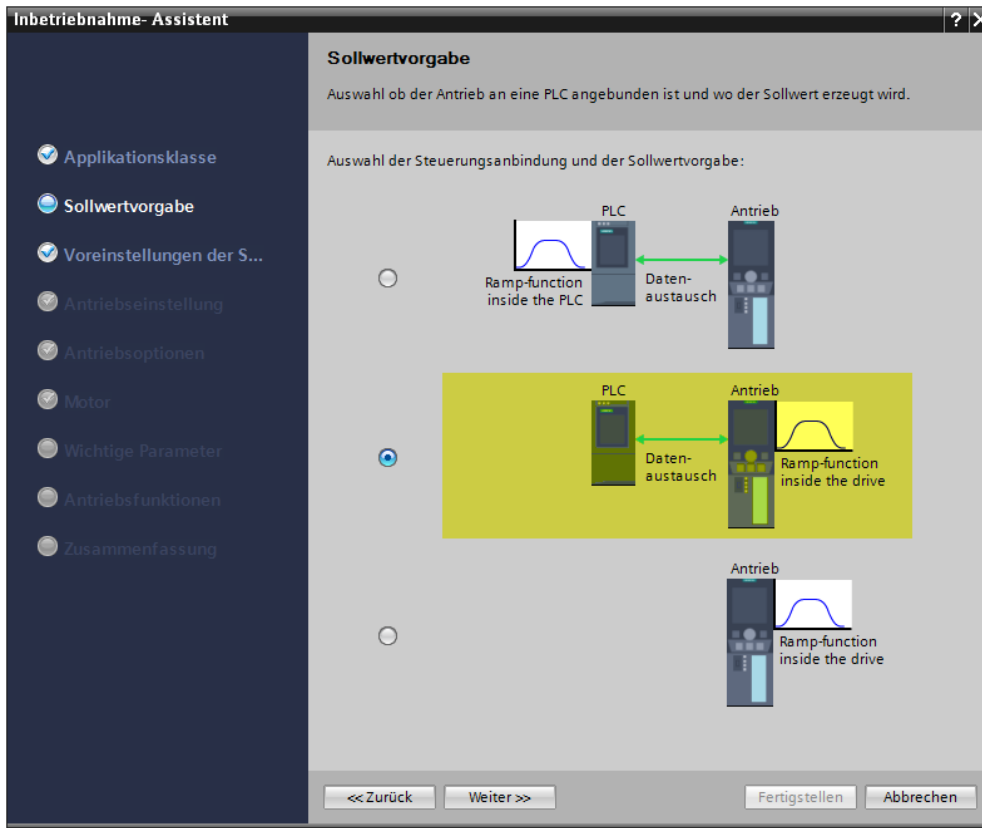 Inbetriebnahme- Assistent
? X
Sollwertvorgabe
Auswahl ob der Antrieb an eine PLC angebunden ist und wo der Sollwert erzeugt wird.
Applikationsklasse
Sollwertvorgabe
Voreinstellungen der S...
Antriebseinstellung
Antriebsoptionen
Motor
Wichtige Parameter
Antriebsfunktionen
Zusammenfassung
Auswahl der Steuerungsanbindung und der Sollwertvorgabe:
PLC
Antrieb
Ramp-function
inside the PLC
Daten-
austausch
PLC
Antrieb
Daten-
austausch
Ramp-function
inside the drive
Antrieb
Ramp-function
inside the drive
<< Zurück
Weiter >>
Fertigstellen
Abbrechen